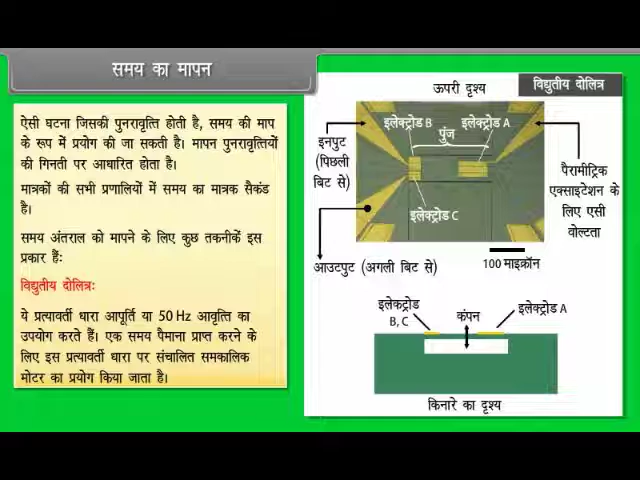 समय का मापन
ऐसी घटना जिसकी पुनरावृत्ति होती है, समय की माप
के रूप में प्रयोग की जा सकती है। मापन पुनरावृत्तियों
की गिनती पर आधारित होता है।
मात्रकों की सभी प्रणालियों में समय का मात्रक सैकंड
है।
समय अंतराल को मापने के लिए कुछ तकनीकें इस
प्रकार हैंः
विद्युतीय दोलित्रः
ये प्रत्यावर्ती धारा आपूर्ति या 50 Hz आवृत्ति का
उपयोग करते हैं। एक समय पैमाना प्राप्त करने के
लिए इस प्रत्यावर्ती धारा पर संचालित समकालिक
मोटर का प्रयोग किया जाता है।
विद्युतीय दोलित्र
ऊपरी दृश्य
इलेक्ट्रोड B
इलेक्ट्रोड A
पुंज
इनपुट
(पिछली
बिट से)
पैरामीट्रिक
एक्साइटेशन के
लिए एसी
वोल्टता
इलेक्ट्रोड C
आउटपुट (अगली बिट से)
100 माइक्रॉन
इलेक्ट्रोड
B, C
कंपन
इलेक्ट्रोड A
किनारे का दृश्य